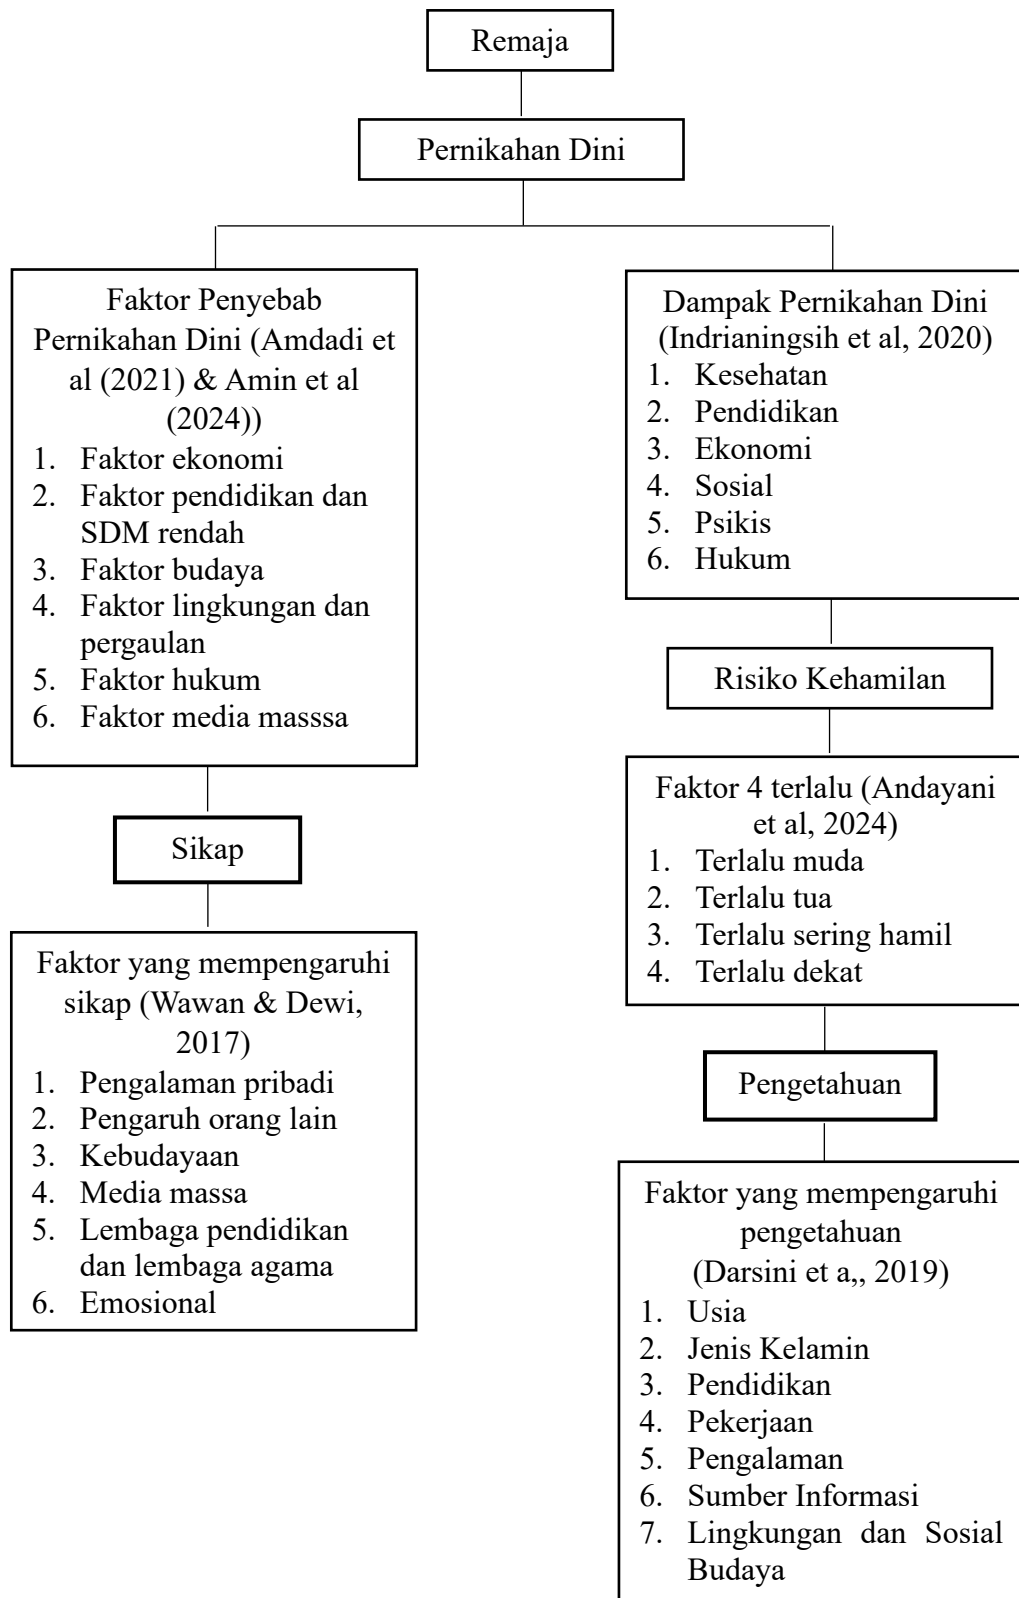 Remaja
Pernikahan Dini
Faktor Penyebab
Pernikahan Dini (Amdadi et
al (2021) & Amin et al
(2024))
1. Faktor ekonomi
2. Faktor pendidikan dan
SDM rendah
3. Faktor budaya
4. Faktor lingkungan dan
pergaulan
5. Faktor hukum
6. Faktor media masssa
Sikap
Faktor yang mempengaruhi
sikap (Wawan & Dewi,
2017)
1. Pengalaman pribadi
2. Pengaruh orang lain
3. Kebudayaan
4. Media massa
5. Lembaga pendidikan
dan lembaga agama
6. Emosional
Dampak Pernikahan Dini
(Indrianingsih et al, 2020)
1. Kesehatan
2. Pendidikan
3. Ekonomi
4. Sosial
5. Psikis
6. Hukum
Risiko Kehamilan
Faktor 4 terlalu (Andayani
et al, 2024)
1. Terlalu muda
2. Terlalu tua
3. Terlalu sering hamil
4. Terlalu dekat
Pengetahuan
Faktor yang mempengaruhi
pengetahuan
(Darsini et a,, 2019)
1. Usia
2. Jenis Kelamin
3. Pendidikan
4. Pekerjaan
5. Pengalaman
6. Sumber Informasi
7. Lingkungan dan Sosial
Budaya